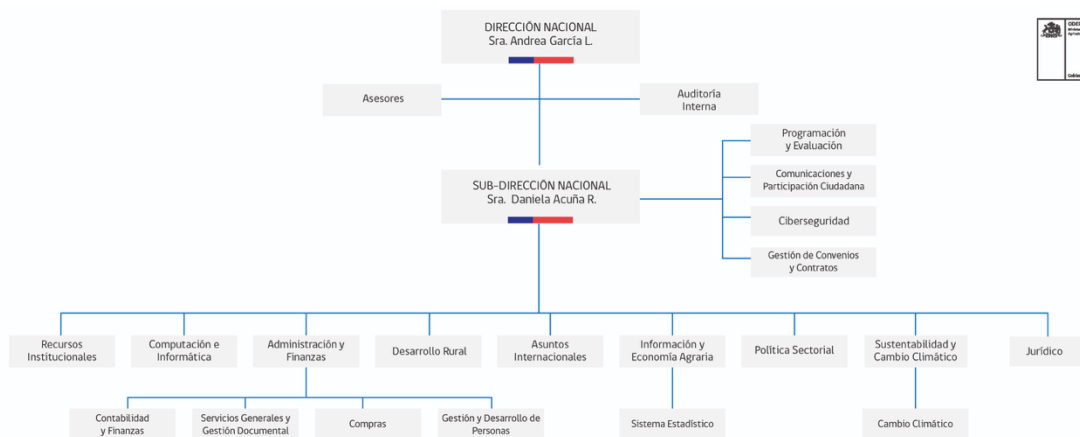 DIRECCIÓN NACIONAL
Sra. Andrea García L.
Asesores
Auditoría
Interna
Programación
y Evaluación
Comunicaciones y
Participación Ciudadana
SUB-DIRECCIÓN NACIONAL
Sra. Daniela Acuña R.
Ciberseguridad
Gestión de Convenios
y Contratos
Recursos
Institucionales
Computación e
Informática
Administración y
Finanzas
Desarrollo Rural
Asuntos
Internacionales
Información y
Economía Agraria
Política Sectorial
Sustentabilidad y
Cambio Climático
Jurídico
Contabilidad
y Finanzas
Servicios Generales y
Gestión Documental
Compras
Gestión y Desarrollo de
Personas
Sistema Estadístico
Cambio Climático